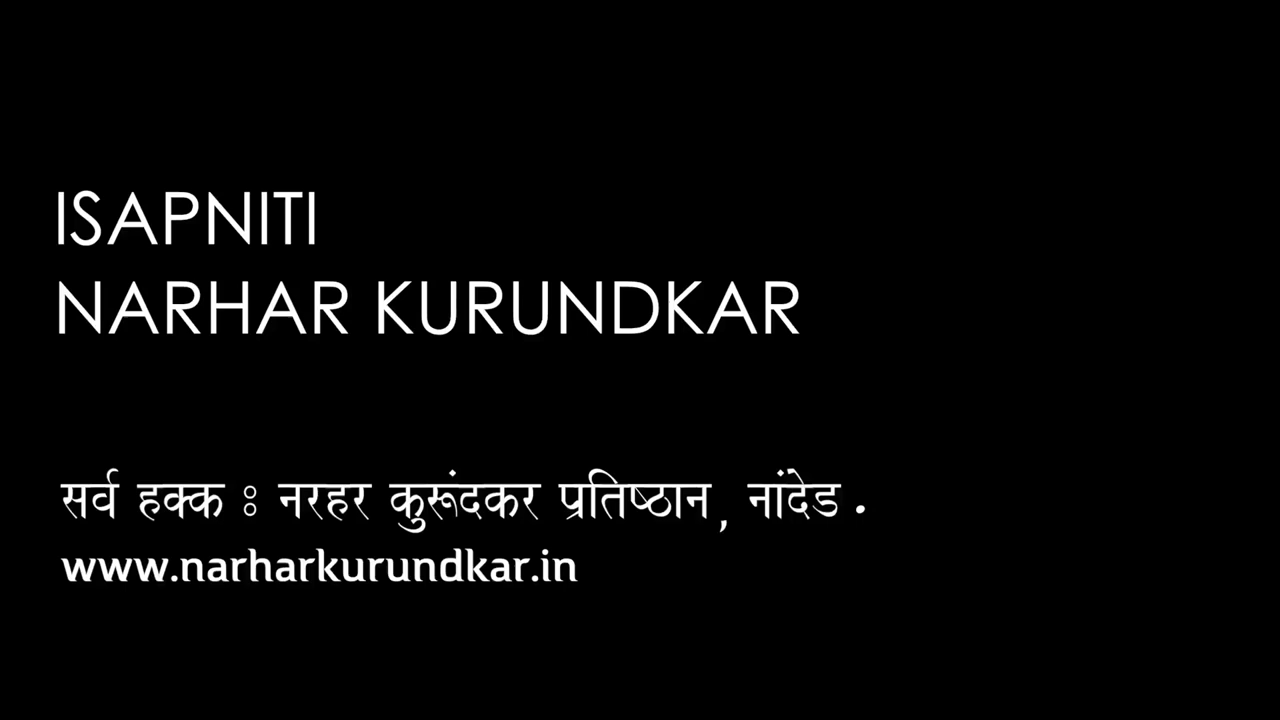 ISAPNITI
NARHAR KURUNDKAR
सर्व हक्क : नरहर कुरूंदकर प्रतिष्ठान, नांदेड.
www.narharkurundkar.in